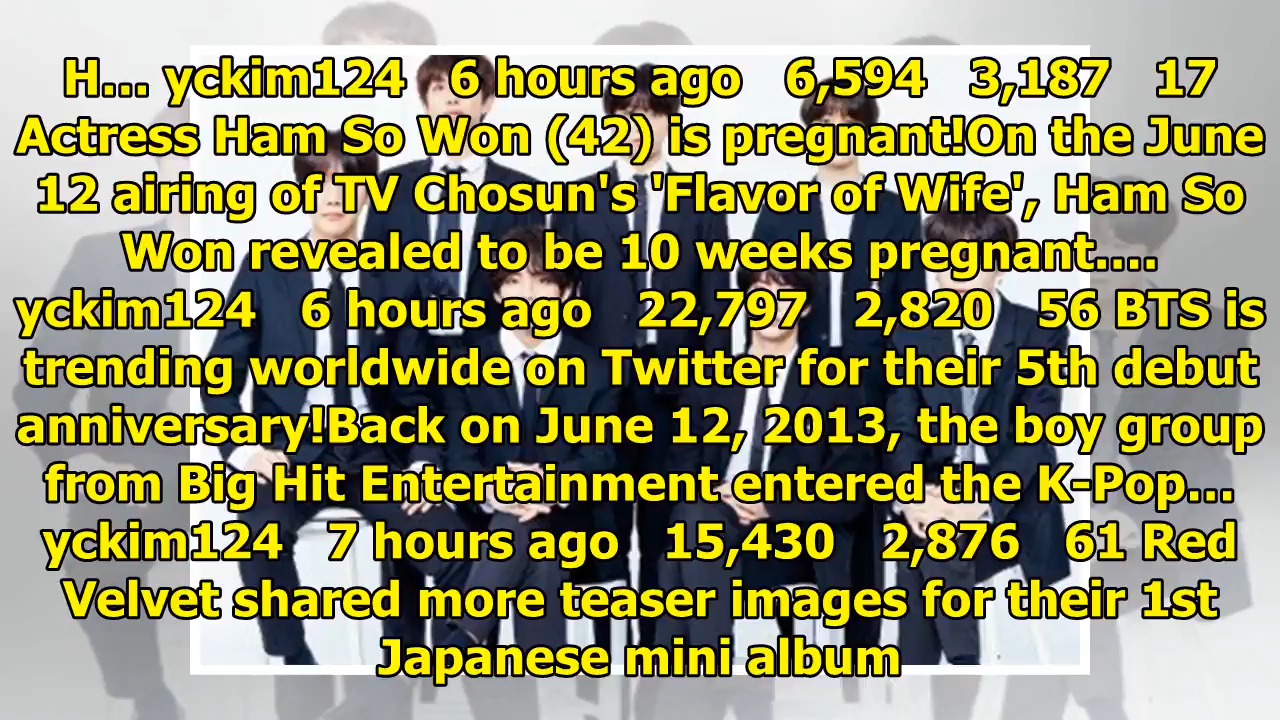 H... yckim124 6 hours ago 6,594 3,187 17
Actress Ham So Won (42) is pregnant!On the June
12 airing of TV Chosun's 'Flavor of Wife', Ham So
Won revealed to be 10 weeks pregnant....
yckim124 6 hours ago 22,797 2,820 56 BTS is
trending worldwide on Twitter for their 5th debut
anniversary!Back on June 12, 2013, the boy group
from Big Hit Entertainment entered the K-Pop...
yckim124 7 hours ago 15,430 2,876 61 Red
Velvet shared more teaser images for their 1st
Japanese mini album